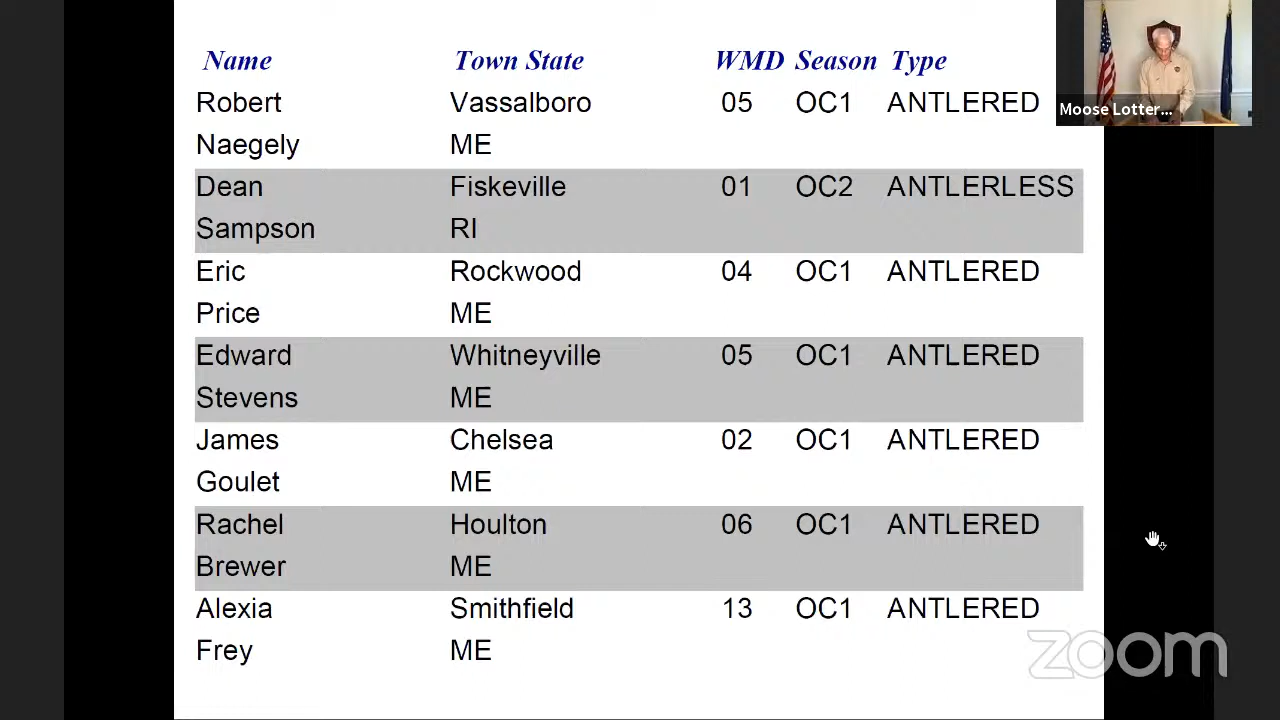 Name Town State WMD Season Type
Robert Vassalboro 05 OC1 ANTLERED
Naegely ME
Dean Fiskeville 01 OC2 ANTLERLESS
Sampson RI
Eric Rockwood 04 OC1 ANTLERED
Price ME
Edward Whitneyville 05 OC1 ANTLERED
Stevens ME
James Chelsea 02 OC1 ANTLERED
Goulet ME
Rachel Houlton 06 OC1 ANTLERED
Brewer ME
Alexia Smithfield 13 OC1 ANTLERED
Frey ME
Moose Lotter...
zoom